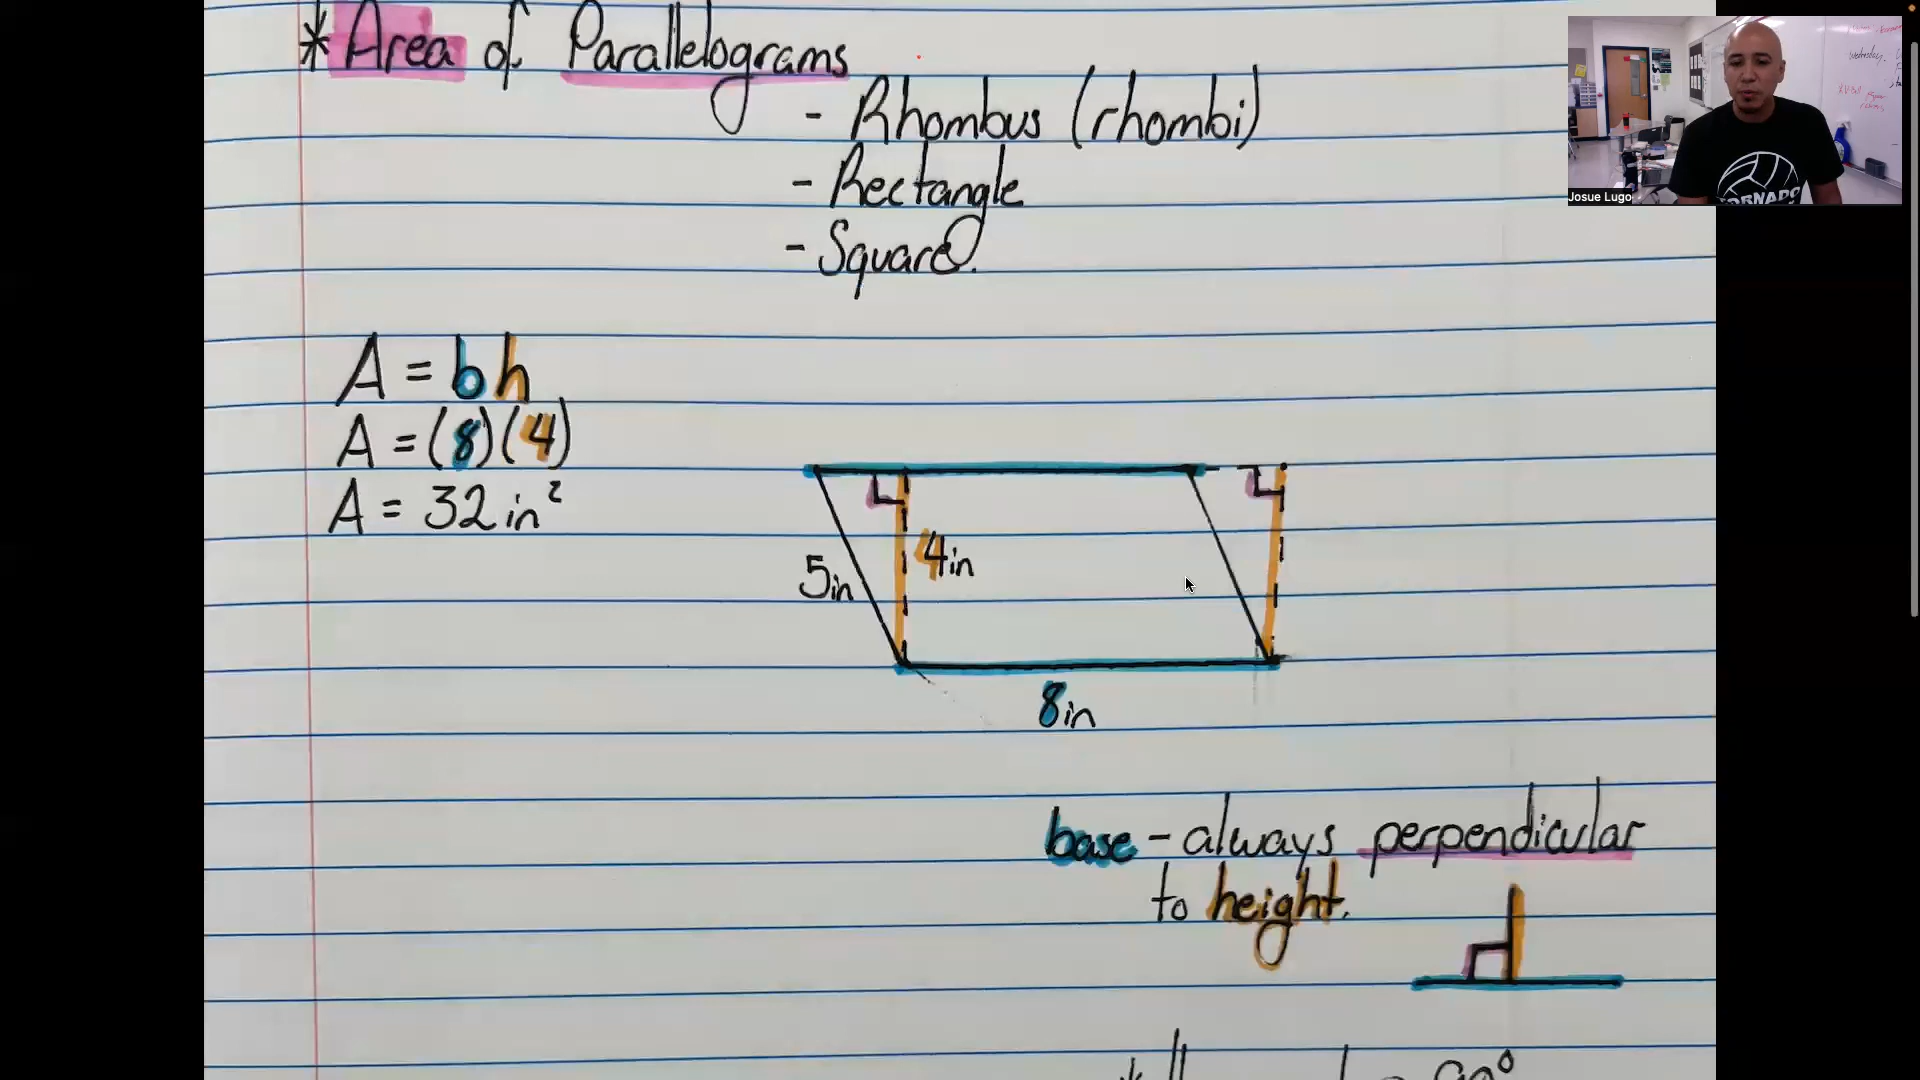 * Area of Parallelograms
- Rhombus (rhombi)
- Rectangle
- Square.
A = bh
A = (8)(4)
A = 32 in²
5in
4in
8in
base - always perpendicular
to height.
90°
Josue Lugo